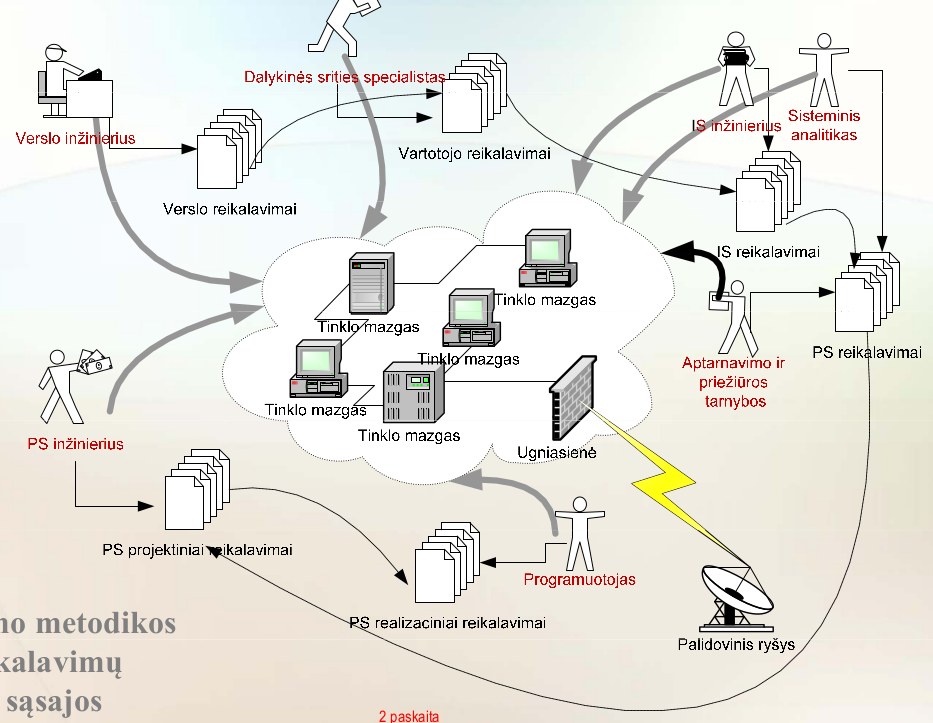 Dalykinės srities specialistas
Verslo inžinierius
Vartotojo reikalavimai
IS inžinierius
Sisteminis
analitikas
Verslo reikalavimai
IS reikalavimai
Tinklo mazgas
Tinklo mazgas
Tinklo mazgas
Tinklo mazgas
Tinklo mazgas
Ugniasienė
PS reikalavimai
Aptarnavimo ir
priežiūros
tarnybos
PS inžinierius
PS projektiniai reikalavimai
Programuotojas
PS realizaciniai reikalavimai
Palidovinis ryšys
metodikos
sąsajos
2 paskaita